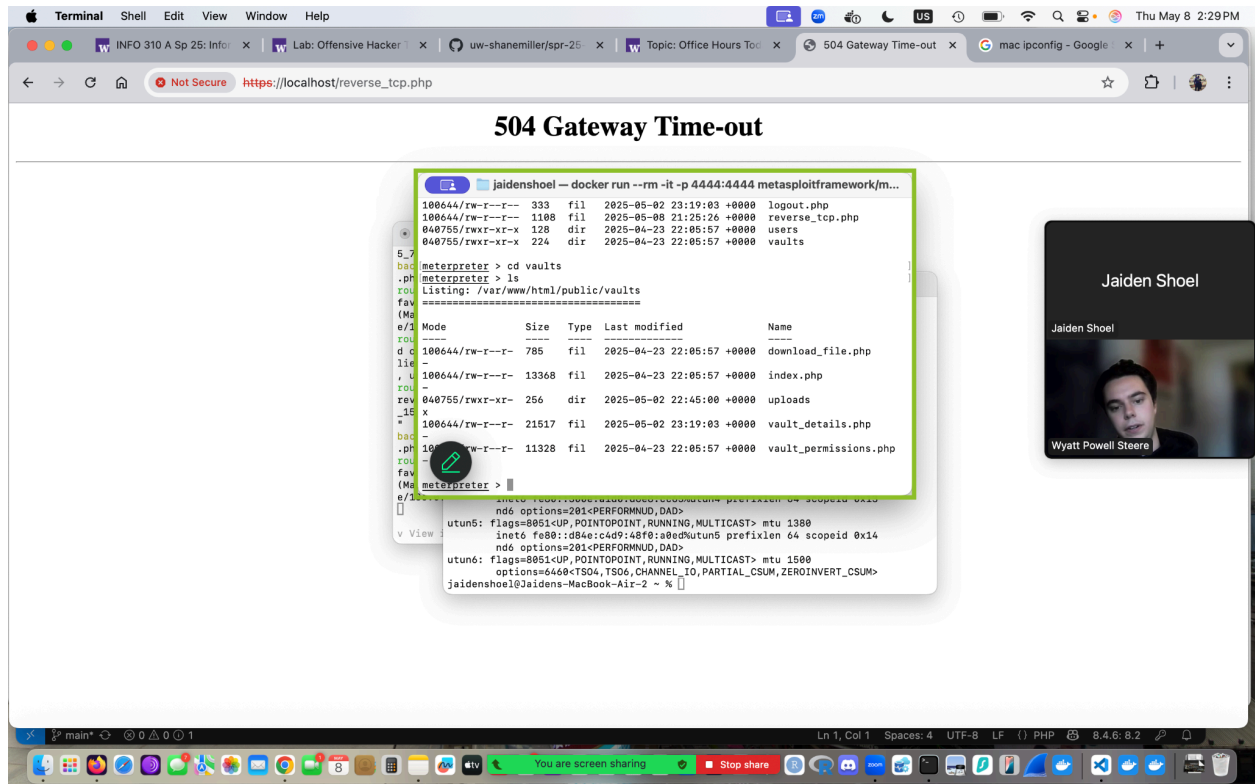 Terminal Shell Edit View Window Help
US
Thu May 8 2:29 PM
INFO 310 A Sp 25: Infor
Lab: Offensive Hacker T
uw-shanemiller/spr-25-
Topic: Office Hours Tod
504 Gateway Time-out
mac ipconfig - Google S
Not Secure https://localhost/reverse_tcp.php
504 Gateway Time-out
jaidenshoel — docker run --rm -it -p 4444:4444 metasploitframework/m...
100644/rw-r--r-- 333 fil 2025-05-02 23:19:03 +0000 logout.php
100644/rw-r--r-- 1108 fil 2025-05-08 21:25:26 +0000 reverse_tcp.php
040755/rwxr-xr-x 128 dir 2025-04-23 22:05:57 +0000 users
040755/rwxr-xr-x 224 dir 2025-04-23 22:05:57 +0000 vaults
meterpreter > cd vaults
meterpreter > ls
Listing: /var/www/html/public/vaults
====================================
Mode Size Type Last modified Name
---- ---- ---- ------------- ----
100644/rw-r--r- 785 fil 2025-04-23 22:05:57 +0000 download_file.php
-
100644/rw-r--r- 13368 fil 2025-04-23 22:05:57 +0000 index.php
-
040755/rwxr-xr- 256 dir 2025-05-02 22:45:00 +0000 uploads
x
100644/rw-r--r- 21517 fil 2025-05-02 23:19:03 +0000 vault_details.php
-
rw-r--r- 11328 fil 2025-04-23 22:05:57 +0000 vault_permissions.php
-
meterpreter >
nd6 options=201<PERFORMNUD,DAD>
utun5: flags=8051<UP,POINTOPOINT,RUNNING,MULTICAST> mtu 1380
inet6 fe80::d84e:c4d9:48f0:a0ed%utun5 prefixlen 64 scopeid 0x14
nd6 options=201<PERFORMNUD,DAD>
utun6: flags=8051<UP,POINTOPOINT,RUNNING,MULTICAST> mtu 1500
options=6460<TSO4,TSO6,CHANNEL_IO,PARTIAL_CSUM,ZEROINVERT_CSUM>
jaidenshoel@Jaidens-MacBook-Air-2 ~ %
v View
Jaiden Shoel
Jaiden Shoel
Wyatt Powell Steere
main* 0 0 0 1
Ln 1, Col 1 Spaces: 4 UTF-8 LF {} PHP 8.4.6: 8.2
You are screen sharing Stop share